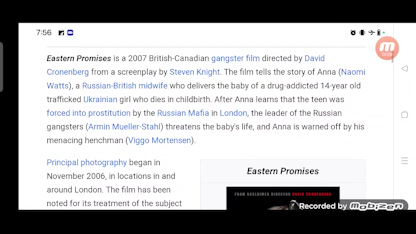 7:56
Eastern Promises is a 2007 British-Canadian gangster film directed by David
Cronenberg from a screenplay by Steven Knight. The film tells the story of Anna (Naomi
Watts), a Russian-British midwife who delivers the baby of a drug-addicted 14-year old
trafficked Ukrainian girl who dies in childbirth. After Anna learns that the teen was
forced into prostitution by the Russian Mafia in London, the leader of the Russian
gangsters (Armin Mueller-Stahl) threatens the baby's life, and Anna is warned off by his
menacing henchman (Viggo Mortensen).
Principal photography began in
November 2006, in locations in and
around London. The film has been
noted for its treatment of the subject
Eastern Promises
FROM ACCLAIMED DIRECTOR DAVID CRONENBERG
Recorded by MOBIZEN